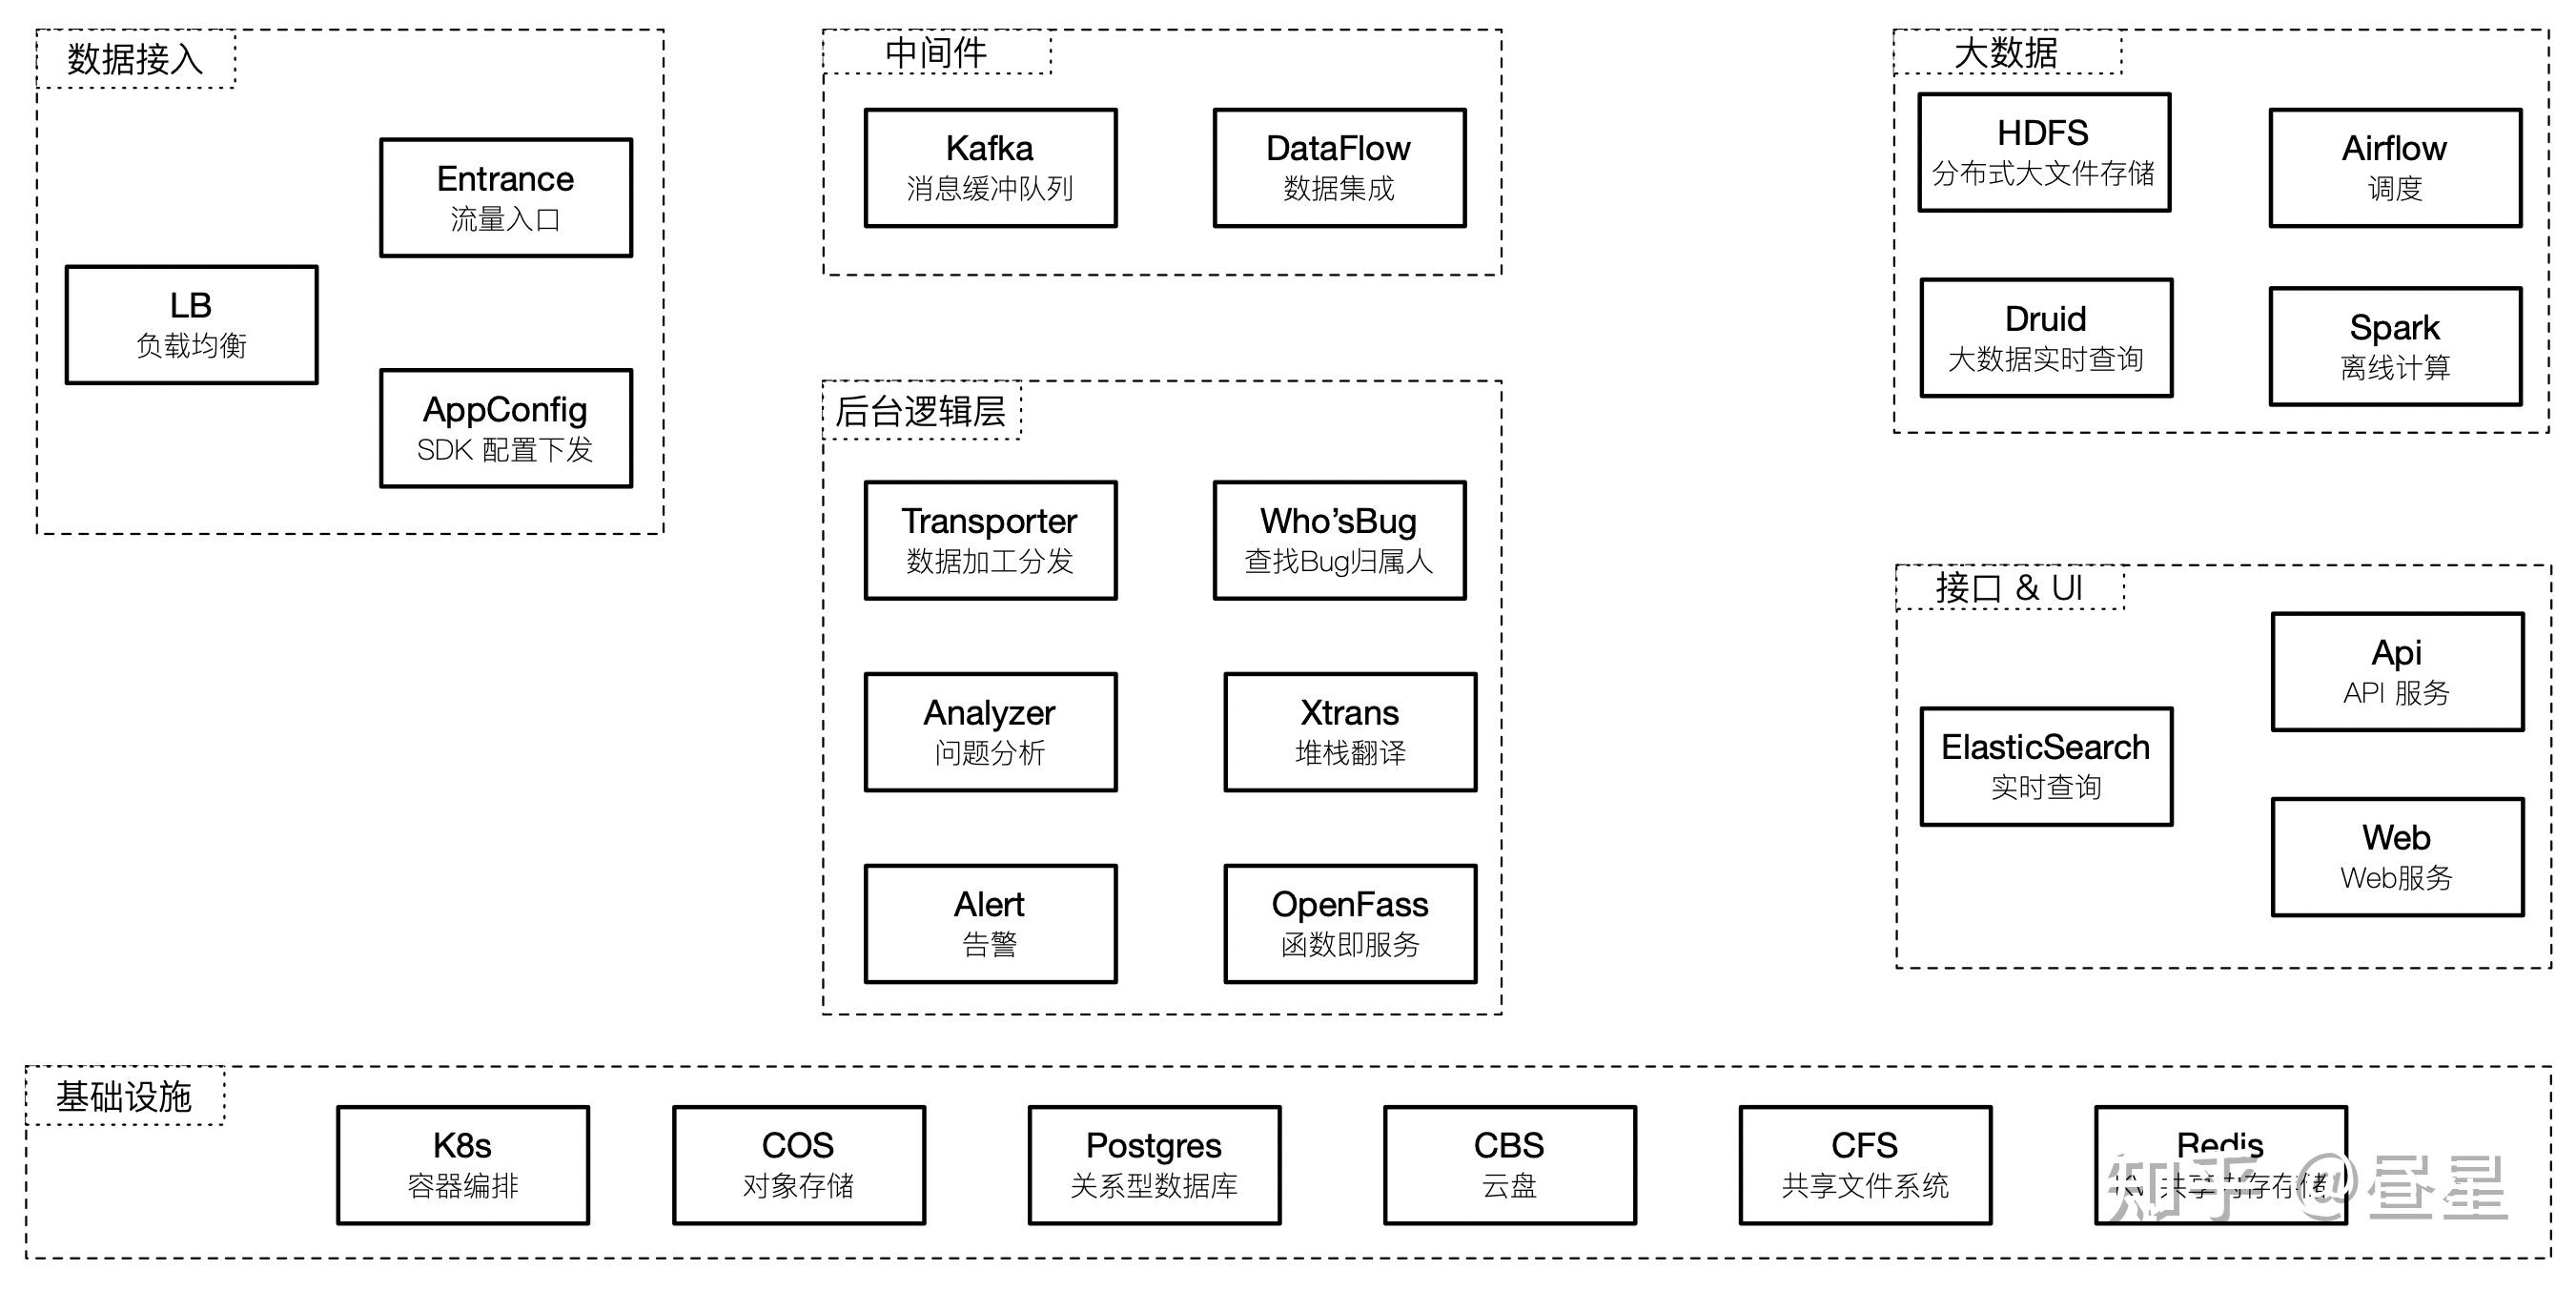 数据接入
LB
负载均衡
Entrance
流量入口
AppConfig
SDK 配置下发
中间件
Kafka
消息缓冲队列
DataFlow
数据集成
后台逻辑层
Transporter
数据加工分发
Who’sBug
查找Bug归属人
Analyzer
问题分析
Xtrans
堆栈翻译
Alert
告警
OpenFass
函数即服务
大数据
HDFS
分布式大文件存储
Airflow
调度
Druid
大数据实时查询
Spark
离线计算
接口 & UI
ElasticSearch
实时查询
Api
API 服务
Web
Web服务
基础设施
K8s
容器编排
COS
对象存储
Postgres
关系型数据库
CBS
云盘
CFS
共享文件系统
Redis
知乎 @昼星